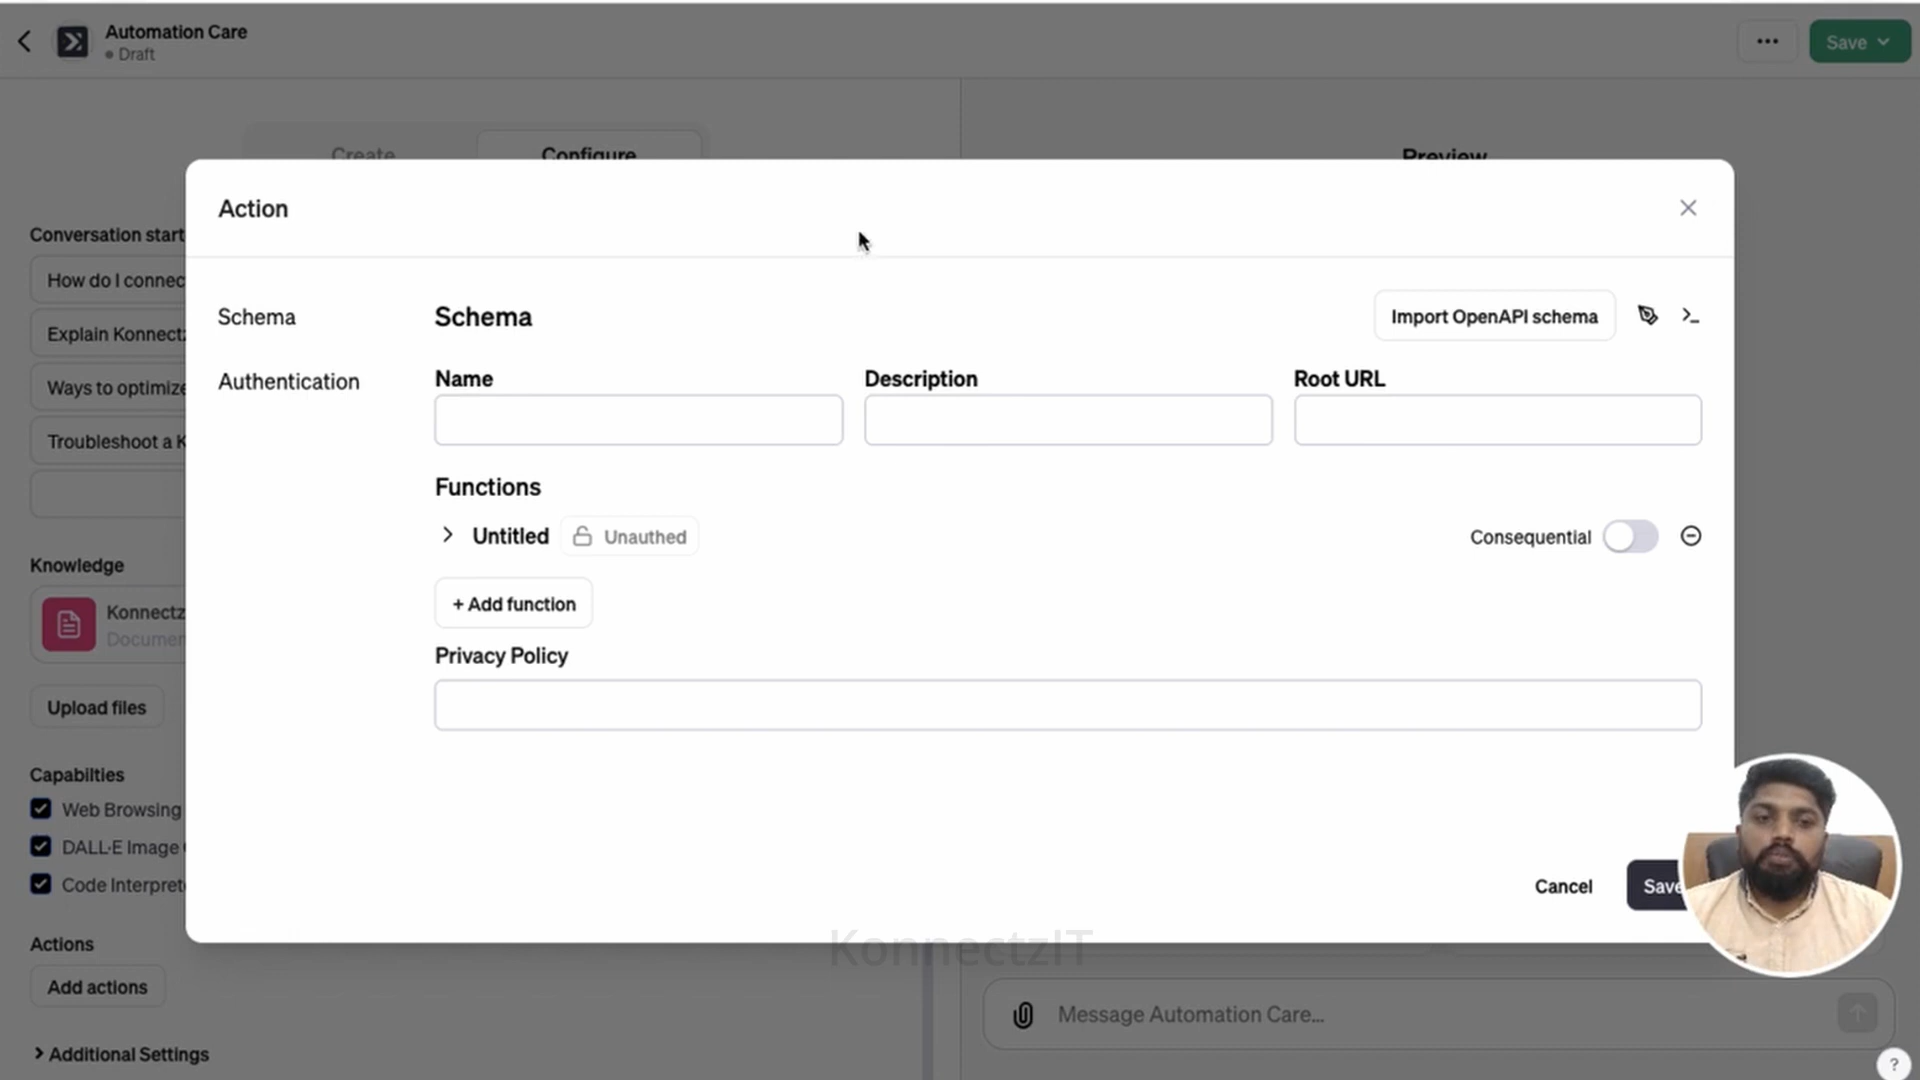 Automation Care
Draft
...
Save
Create
Configure
Preview
Action
Conversation start
How do I connec
Explain Konnectz
Ways to optimize
Troubleshoot a K
Schema
Authentication
Schema
Import OpenAPI schema
Name
Description
Root URL
Functions
Untitled
Unauthed
Consequential
+ Add function
Privacy Policy
Knowledge
Konnectz
Documen
Upload files
Capabilties
Web Browsing
DALL·E Image
Code Interprete
Cancel
Save
KonnectzIT
Actions
Add actions
Message Automation Care...
Additional Settings
?